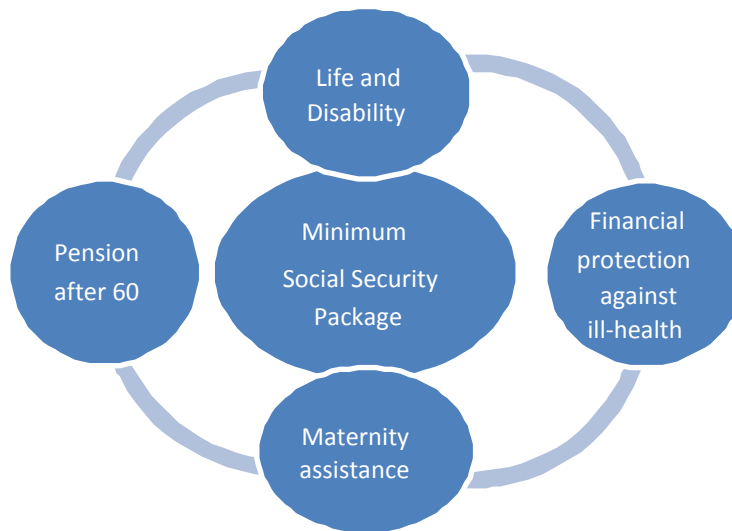 Life and
Disability
Pension
after 60
Minimum
Social Security
Package
Financial
protection
against
ill-health
Maternity
assistance